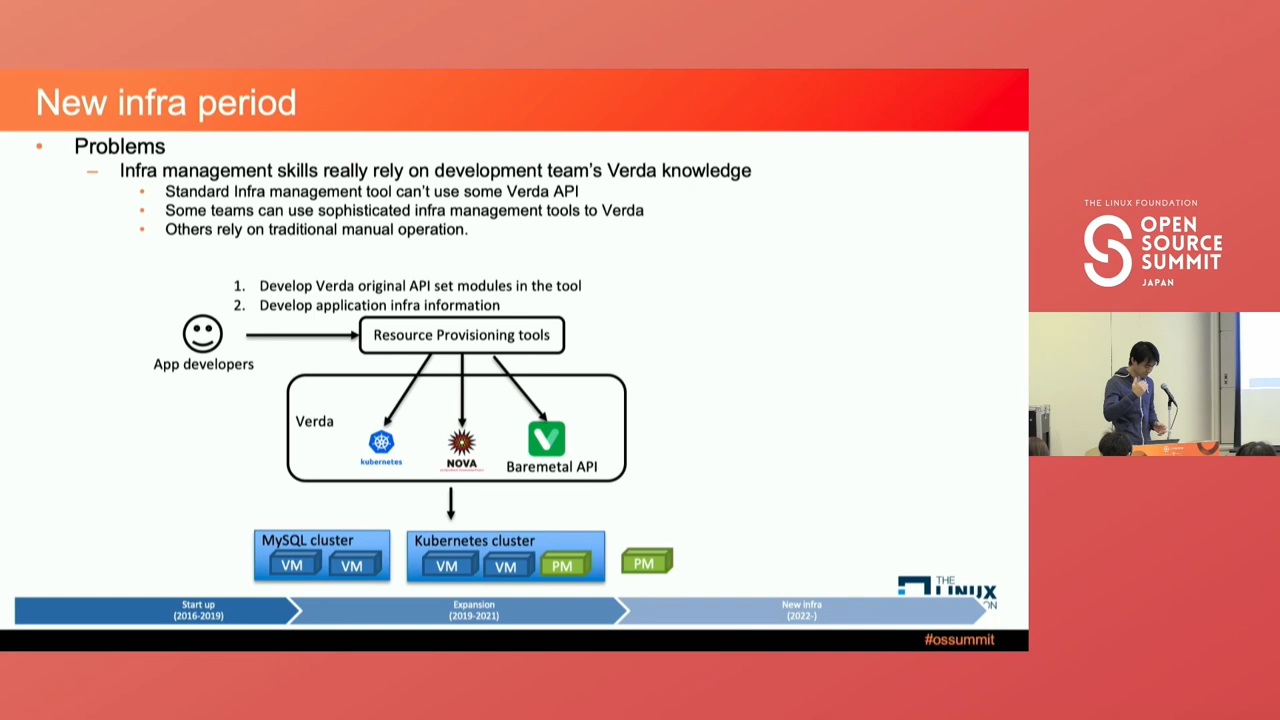 New infra period
• Problems
– Infra management skills really rely on development team's Verda knowledge
• Standard Infra management tool can't use some Verda API
• Some teams can use sophisticated infra management tools to Verda
• Others rely on traditional manual operation.
1. Develop Verda original API set modules in the tool
2. Develop application infra information
Resource Provisioning tools
App developers
Verda
kubernetes
NOVA
Baremetal API
MySQL cluster
VM VM
Kubernetes cluster
VM VM PM
PM
THE
LINUX
Start up
(2016-2019)
Expansion
(2019-2021)
New infra
(2022-)
#ossummit
THE LINUX FOUNDATION
OPEN
SOURCE
SUMMIT
JAPAN